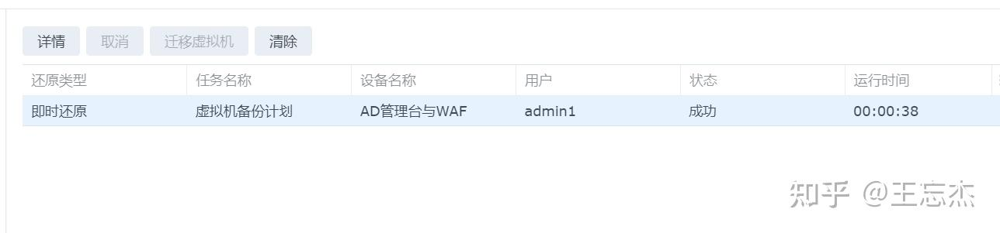 详情 取消 迁移虚拟机 清除
还原类型 任务名称 设备名称 用户 状态 运行时间
即时还原 虚拟机备份计划 AD管理台与WAF admin1 成功 00:00:38
知乎 @王忘杰